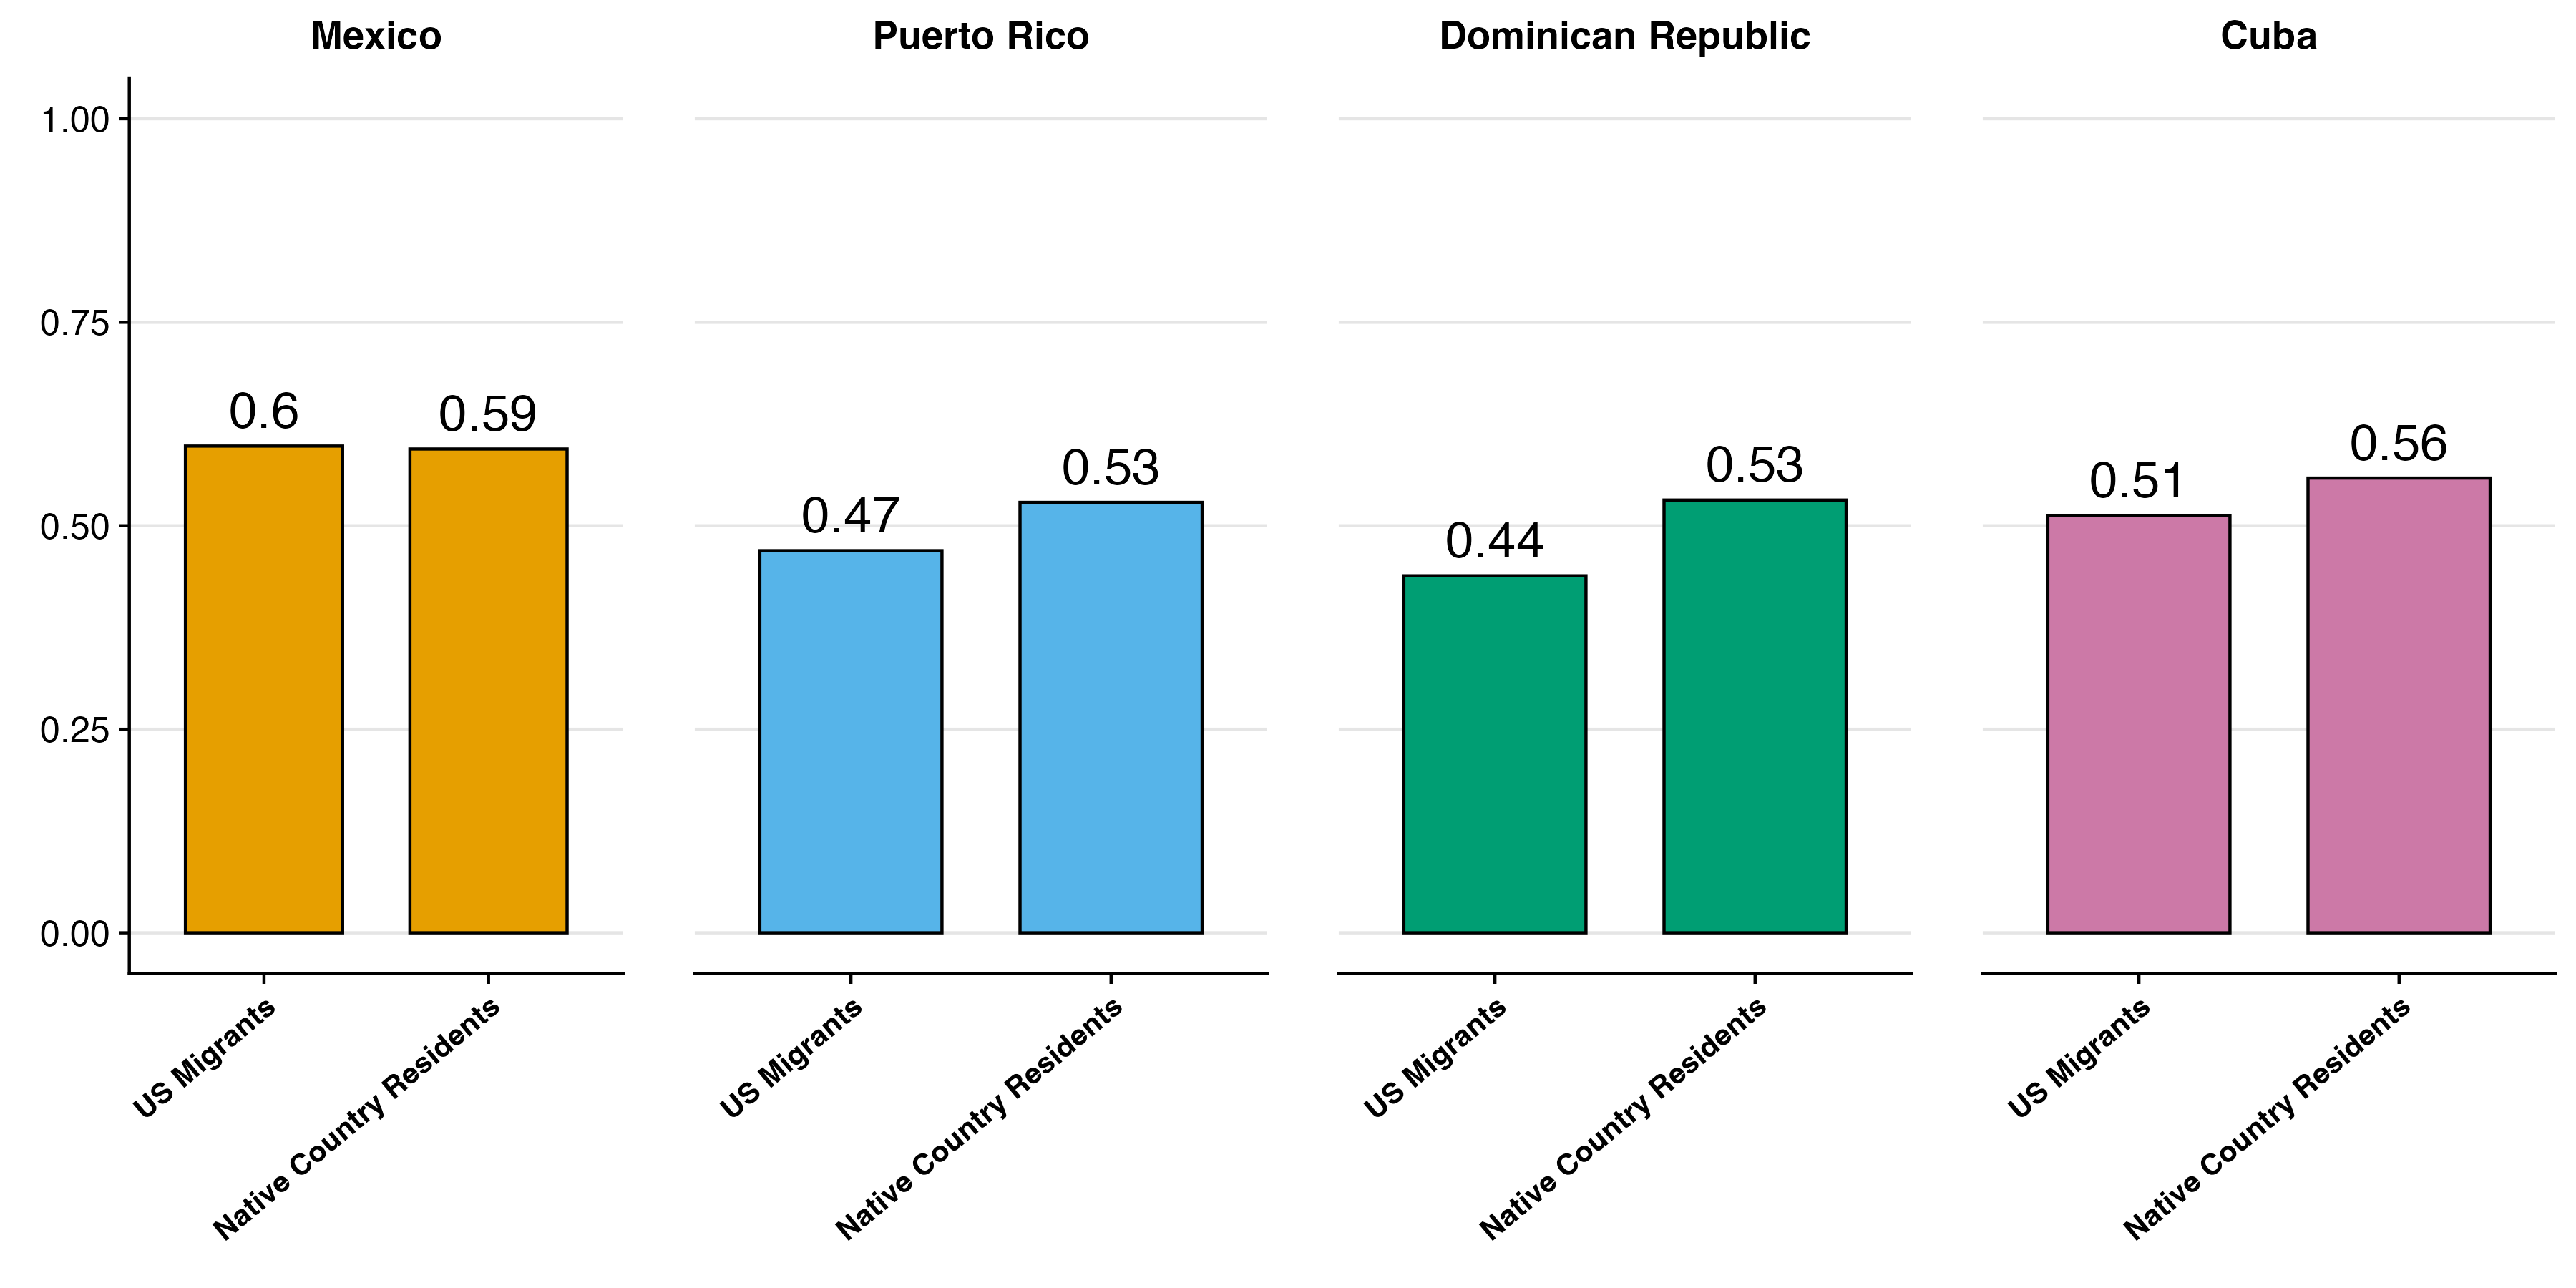 Mexico
Puerto Rico
Dominican Republic
Cuba
1.00
0.75
0.50
0.25
0.00
0.6
0.59
0.47
0.53
0.44
0.53
0.51
0.56
US Migrants
Native Country Residents
US Migrants
Native Country Residents
US Migrants
Native Country Residents
US Migrants
Native Country Residents